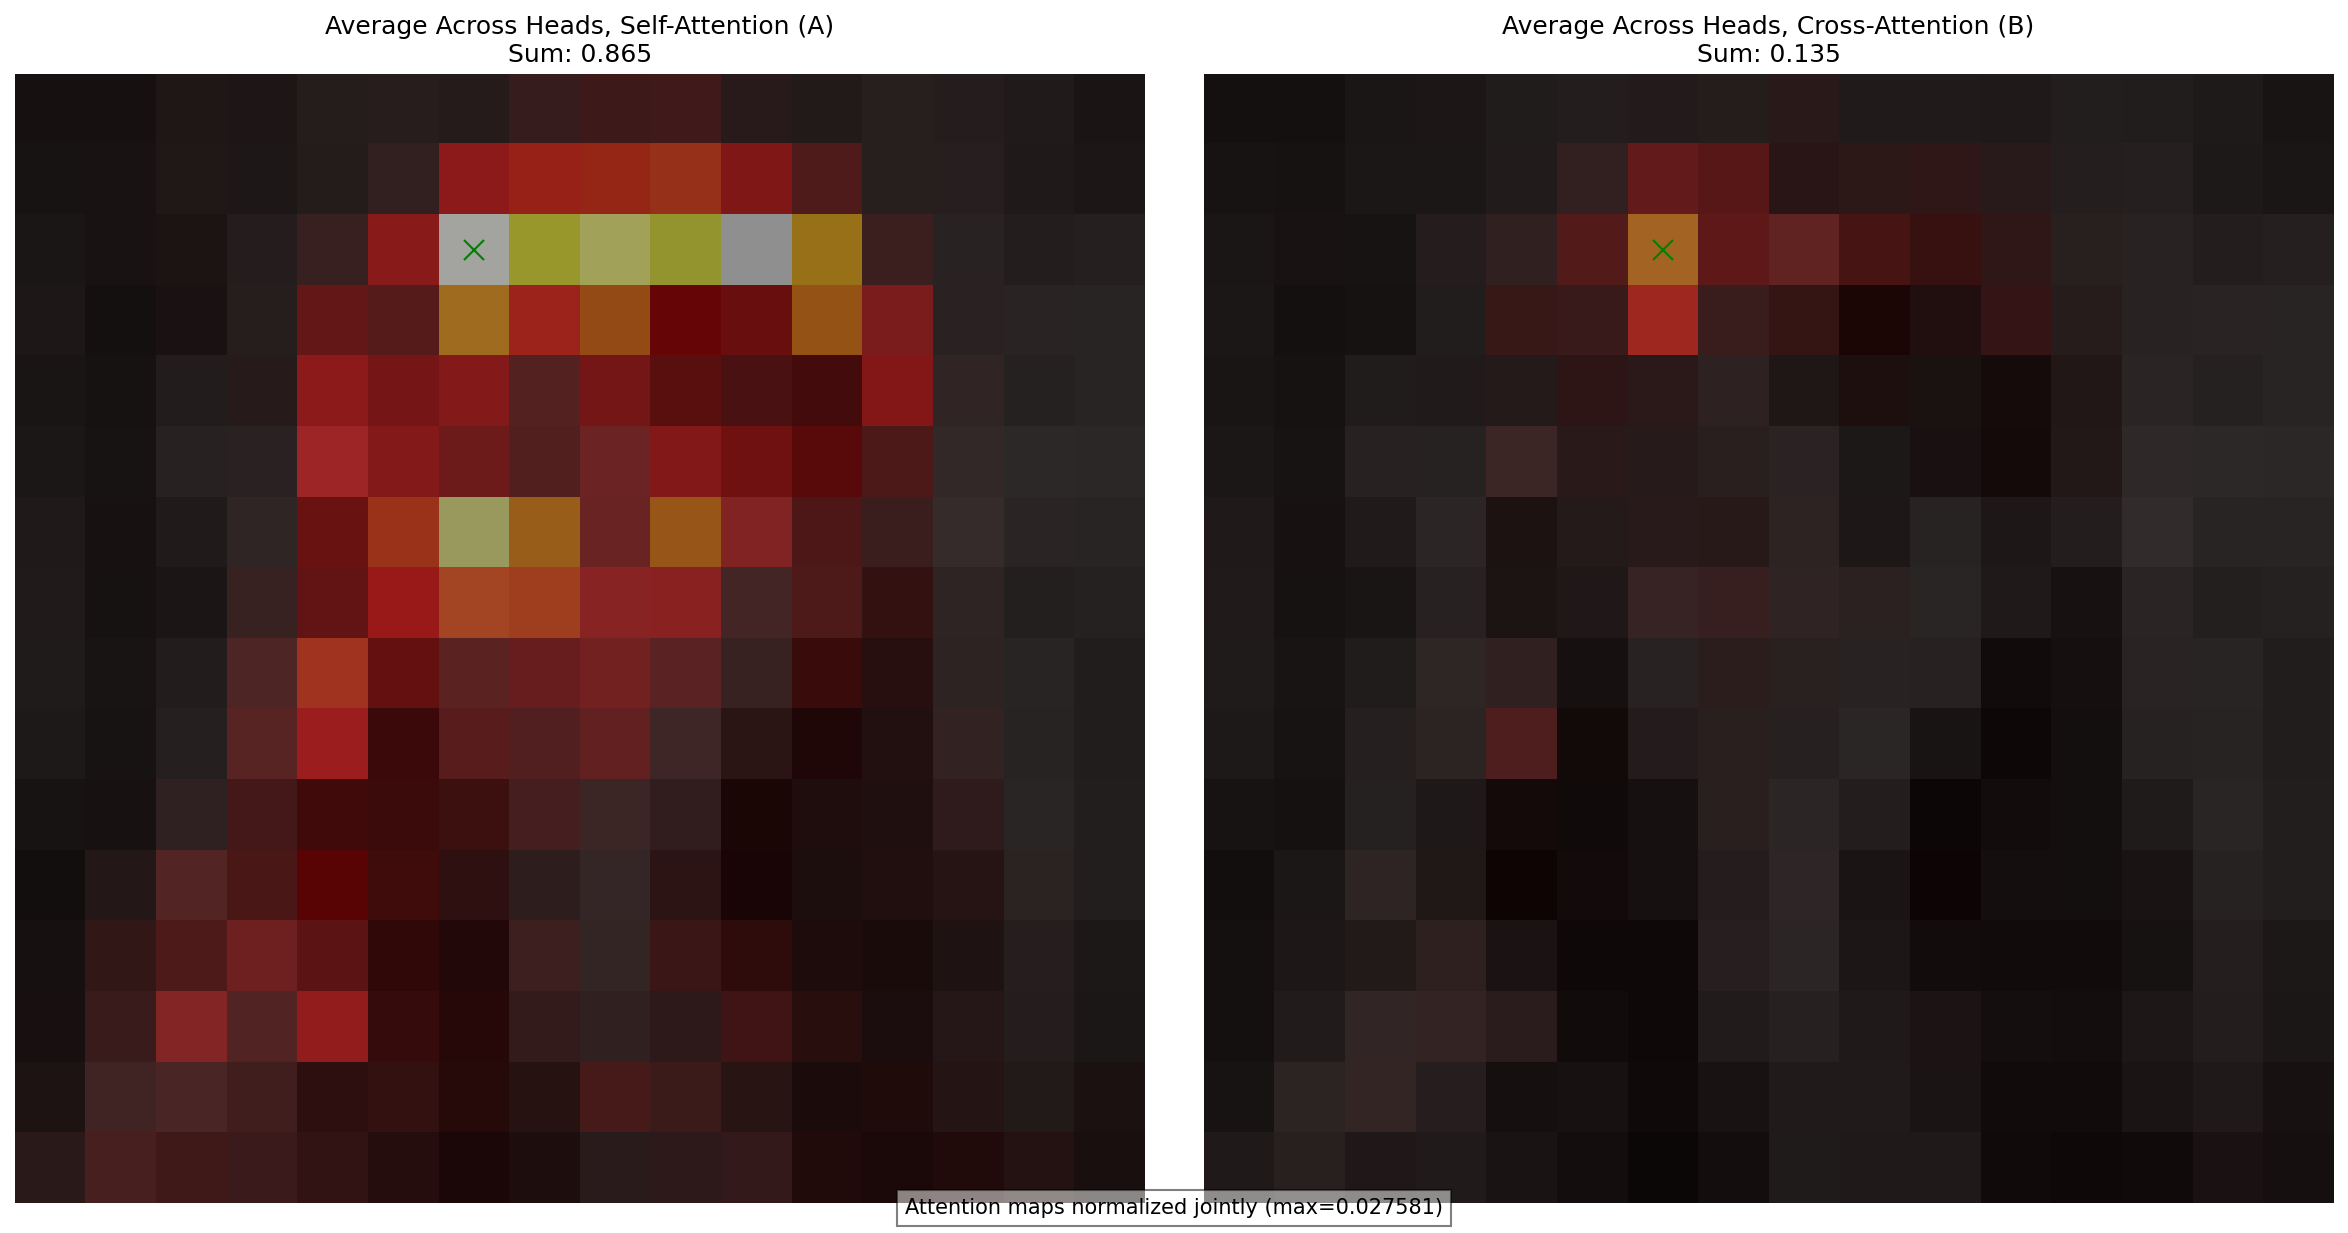 Average Across Heads, Self-Attention (A)
Sum: 0.865
Average Across Heads, Cross-Attention (B)
Sum: 0.135
Attention maps normalized jointly (max=0.027581)